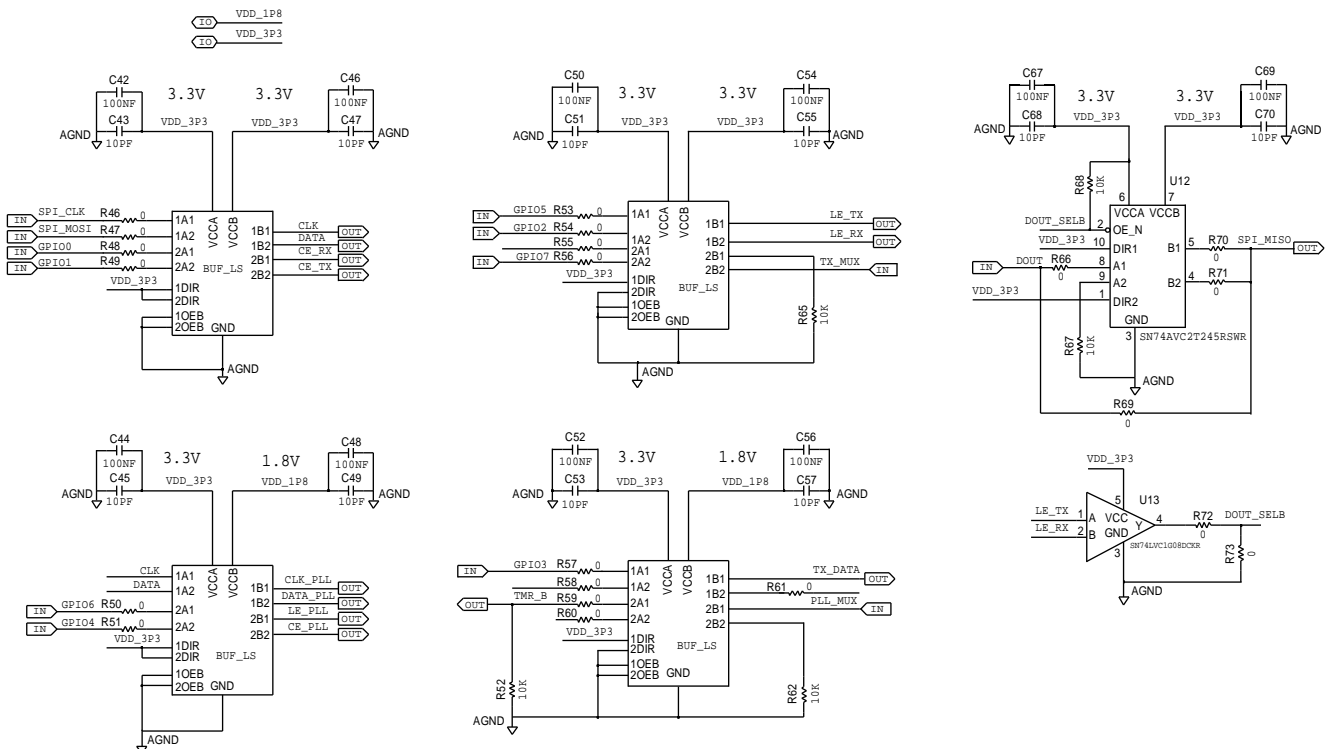 IO VDD_1P8
IO VDD_3P3
C42
100NF
C43
10PF
AGND
3.3V
3.3V
VDD_3P3
VDD_3P3
C46
100NF
C47
10PF
AGND
IN SPI_CLK R46 0 1A1
IN SPI_MOSI R47 0 1A2
IN GPIO0 R48 0 2A1
IN GPIO1 R49 0 2A2
VDD_3P3
1DIR
2DIR
1OEB
2OEB
VCCA
VCCB
BUF_LS
GND
1B1 CLK OUT
1B2 DATA OUT
2B1 CE_RX OUT
2B2 CE_TX OUT
AGND
C50
100NF
C51
10PF
AGND
3.3V
3.3V
VDD_3P3
VDD_3P3
C54
100NF
C55
10PF
AGND
IN GPIO5 R53 0 1A1
IN GPIO2 R54 0 1A2
R55 0 2A1
IN GPIO7 R56 0 2A2
VDD_3P3
1DIR
2DIR
1OEB
2OEB
VCCA
VCCB
BUF_LS
GND
1B1 LE_TX OUT
1B2 LE_RX OUT
2B1
2B2 TX_MUX IN
R65
10K
AGND
C67
100NF
C68
10PF
AGND
3.3V
3.3V
VDD_3P3
VDD_3P3
C69
100NF
C70
10PF
AGND
R68
10K
U12
6
7
VCCA VCCB
DOUT_SELB 2 OE_N
VDD_3P3 10 DIR1
IN DOUT R66 0 8 A1
9 A2
VDD_3P3 1 DIR2
B1 5 R70 0 SPI_MISO OUT
B2 4 R71 0
GND
3 SN74AVC2T245RSWR
R67
10K
AGND
R69
0
C44
100NF
C45
10PF
AGND
3.3V
1.8V
VDD_3P3
VDD_1P8
C48
100NF
C49
10PF
AGND
CLK 1A1
DATA 1A2
IN GPIO6 R50 0 2A1
IN GPIO4 R51 0 2A2
VDD_3P3
1DIR
2DIR
1OEB
2OEB
VCCA
VCCB
BUF_LS
GND
1B1 CLK_PLL OUT
1B2 DATA_PLL OUT
2B1 LE_PLL OUT
2B2 CE_PLL OUT
AGND
C52
100NF
C53
10PF
AGND
3.3V
1.8V
VDD_3P3
VDD_1P8
C56
100NF
C57
10PF
AGND
IN GPIO3 R57 0 1A1
R58 0 1A2
OUT TMR_B R59 0 2A1
R60 0 2A2
VDD_3P3
1DIR
2DIR
1OEB
2OEB
VCCA
VCCB
BUF_LS
GND
1B1 TX_DATA OUT
1B2 R61 0
2B1 PLL_MUX IN
2B2
R52
10K
R62
10K
AGND
VDD_3P3
5 U13
LE_TX 1 A VCC
LE_RX 2 B GND
Y 4 R72 0 DOUT_SELB
SN74LVC1G08DCKR
3
R73
0
AGND